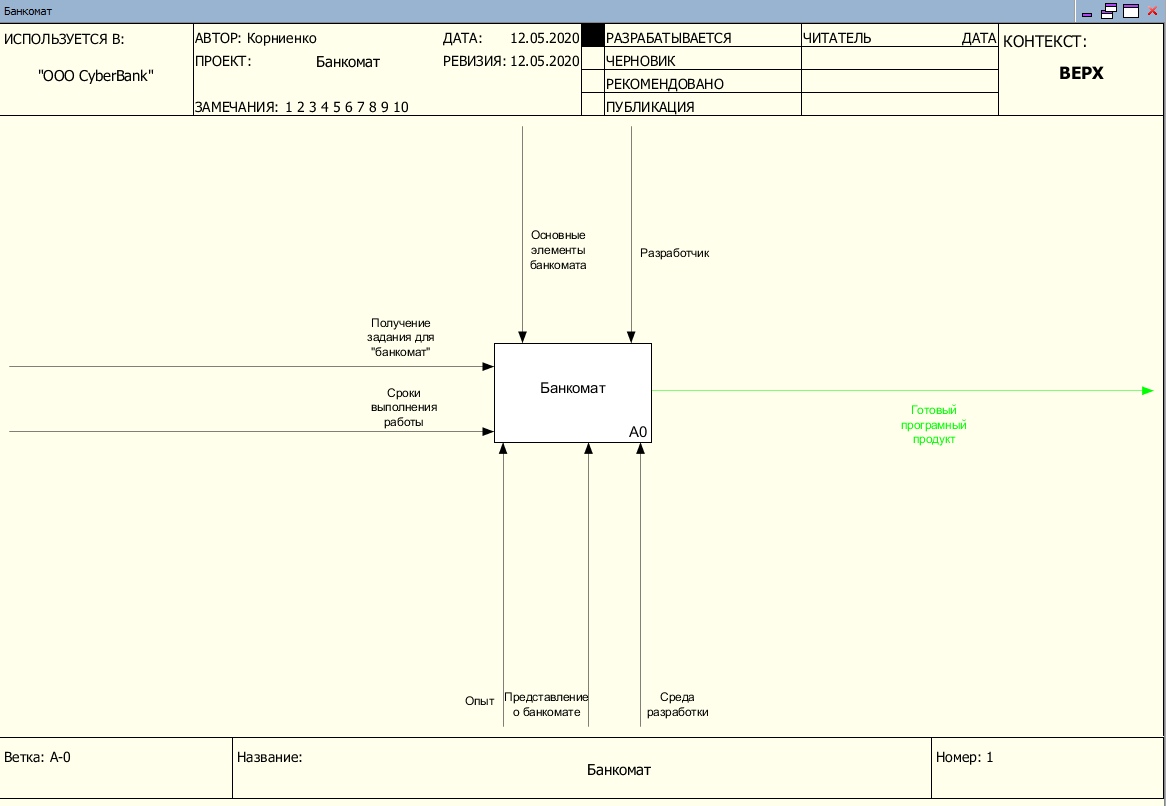 Банкомат
ИСПОЛЬЗУЕТСЯ В:
"ООО CyberBank"
АВТОР: Корниенко
ДАТА: 12.05.2020
ПРОЕКТ: Банкомат
РЕВИЗИЯ: 12.05.2020
ЗАМЕЧАНИЯ: 1 2 3 4 5 6 7 8 9 10
РАЗРАБАТЫВАЕТСЯ
ЧЕРНОВИК
РЕКОМЕНДОВАНО
ПУБЛИКАЦИЯ
ЧИТАТЕЛЬ
ДАТА
КОНТЕКСТ:
ВЕРХ
Основные
элементы
банкомата
Разработчик
Получение
задания для
"банкомат"
Сроки
выполнения
работы
Банкомат
A0
Готовый
програмный
продукт
Опыт
Представление
о банкомате
Среда
разработки
Ветка: A-0
Название:
Банкомат
Номер: 1